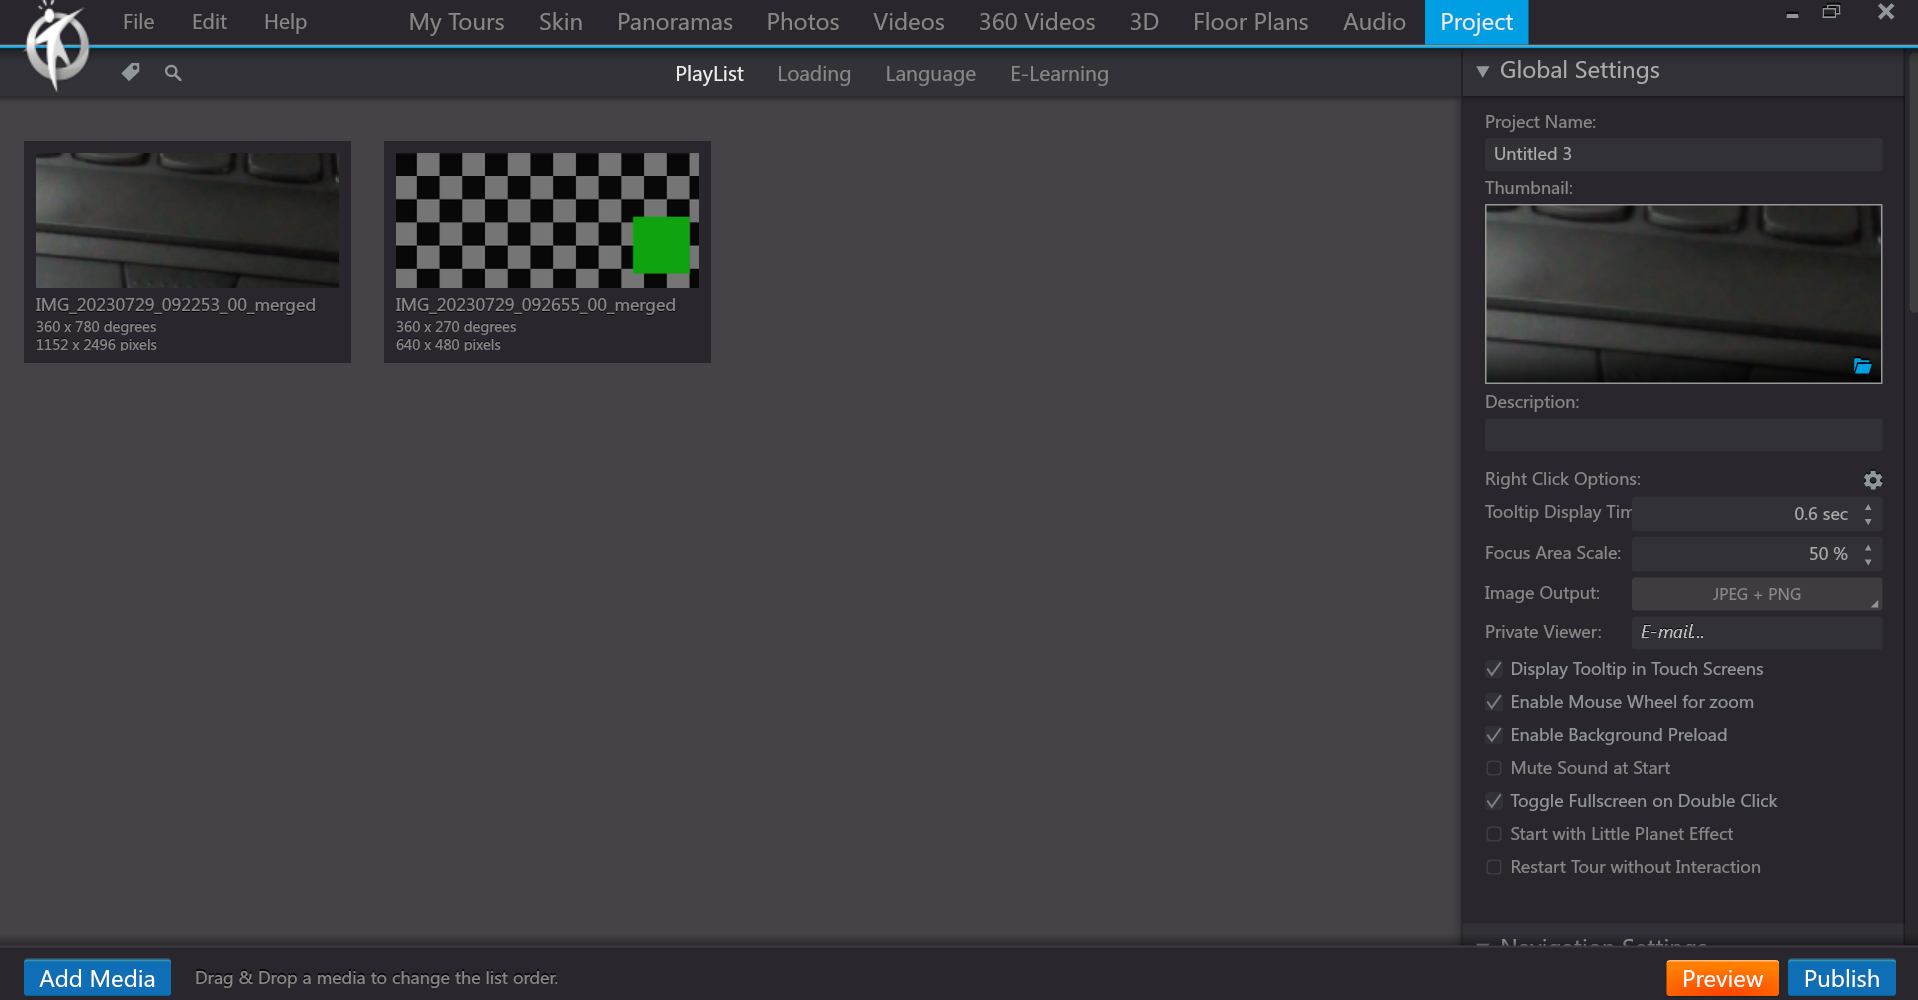 File Edit Help My Tours Skin Panoramas Photos Videos 360 Videos 3D Floor Plans Audio Project
PlayList Loading Language E-Learning
Global Settings
IMG_20230729_092253_00_merged
360 x 780 degrees
1152 x 2496 pixels
IMG_20230729_092655_00_merged
360 x 270 degrees
640 x 480 pixels
Project Name:
Untitled 3
Thumbnail:
Description:
Right Click Options:
Tooltip Display Tim 0.6 sec
Focus Area Scale: 50 %
Image Output: JPEG + PNG
Private Viewer: E-mail...
Display Tooltip in Touch Screens
Enable Mouse Wheel for zoom
Enable Background Preload
Mute Sound at Start
Toggle Fullscreen on Double Click
Start with Little Planet Effect
Restart Tour without Interaction
Navigation Settings
Add Media Drag & Drop a media to change the list order. Preview Publish